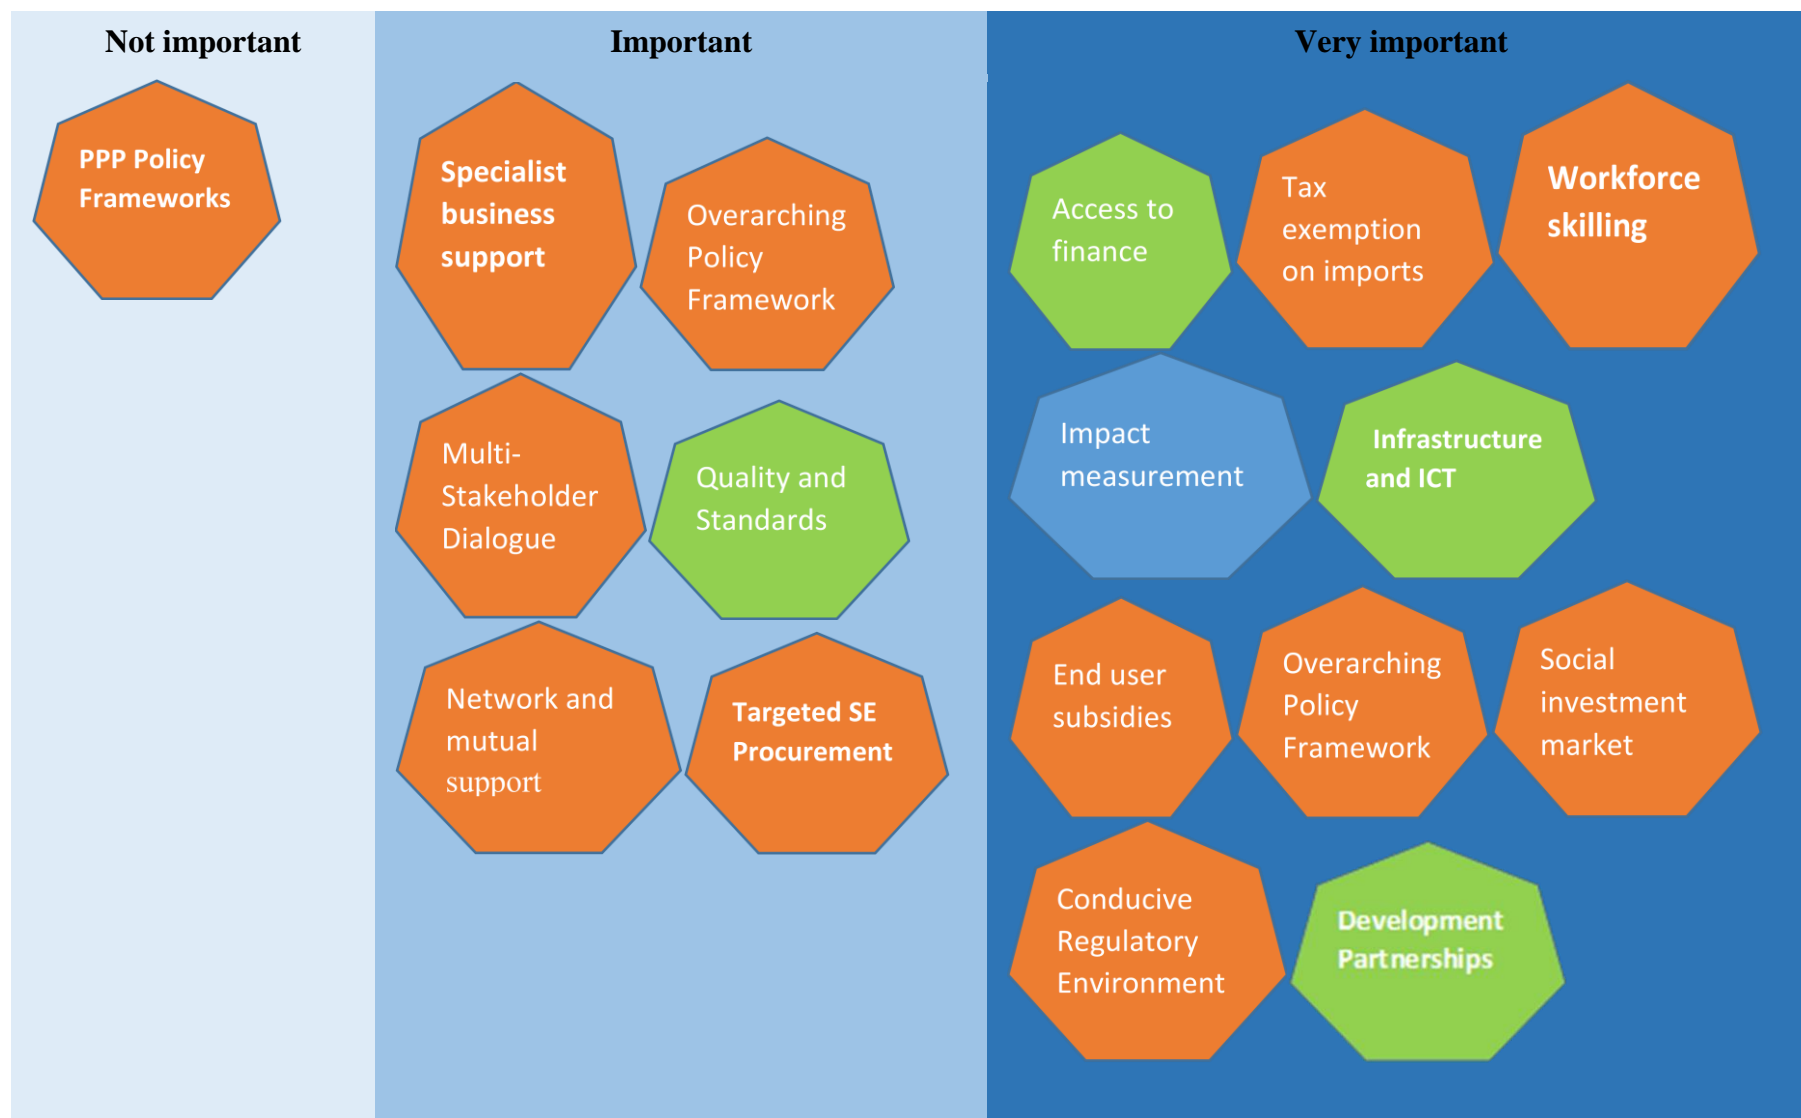 Not important
PPP Policy
Frameworks
Important
Specialist
business
support
Overarching
Policy
Framework
Multi-
Stakeholder
Dialogue
Quality and
Standards
Network and
mutual
support
Targeted SE
Procurement
Very important
Access to
finance
Tax
exemption
on imports
Workforce
skilling
Impact
measurement
Infrastructure
and ICT
End user
subsidies
Overarching
Policy
Framework
Social
investment
market
Conducive
Regulatory
Environment
Development
Partnerships